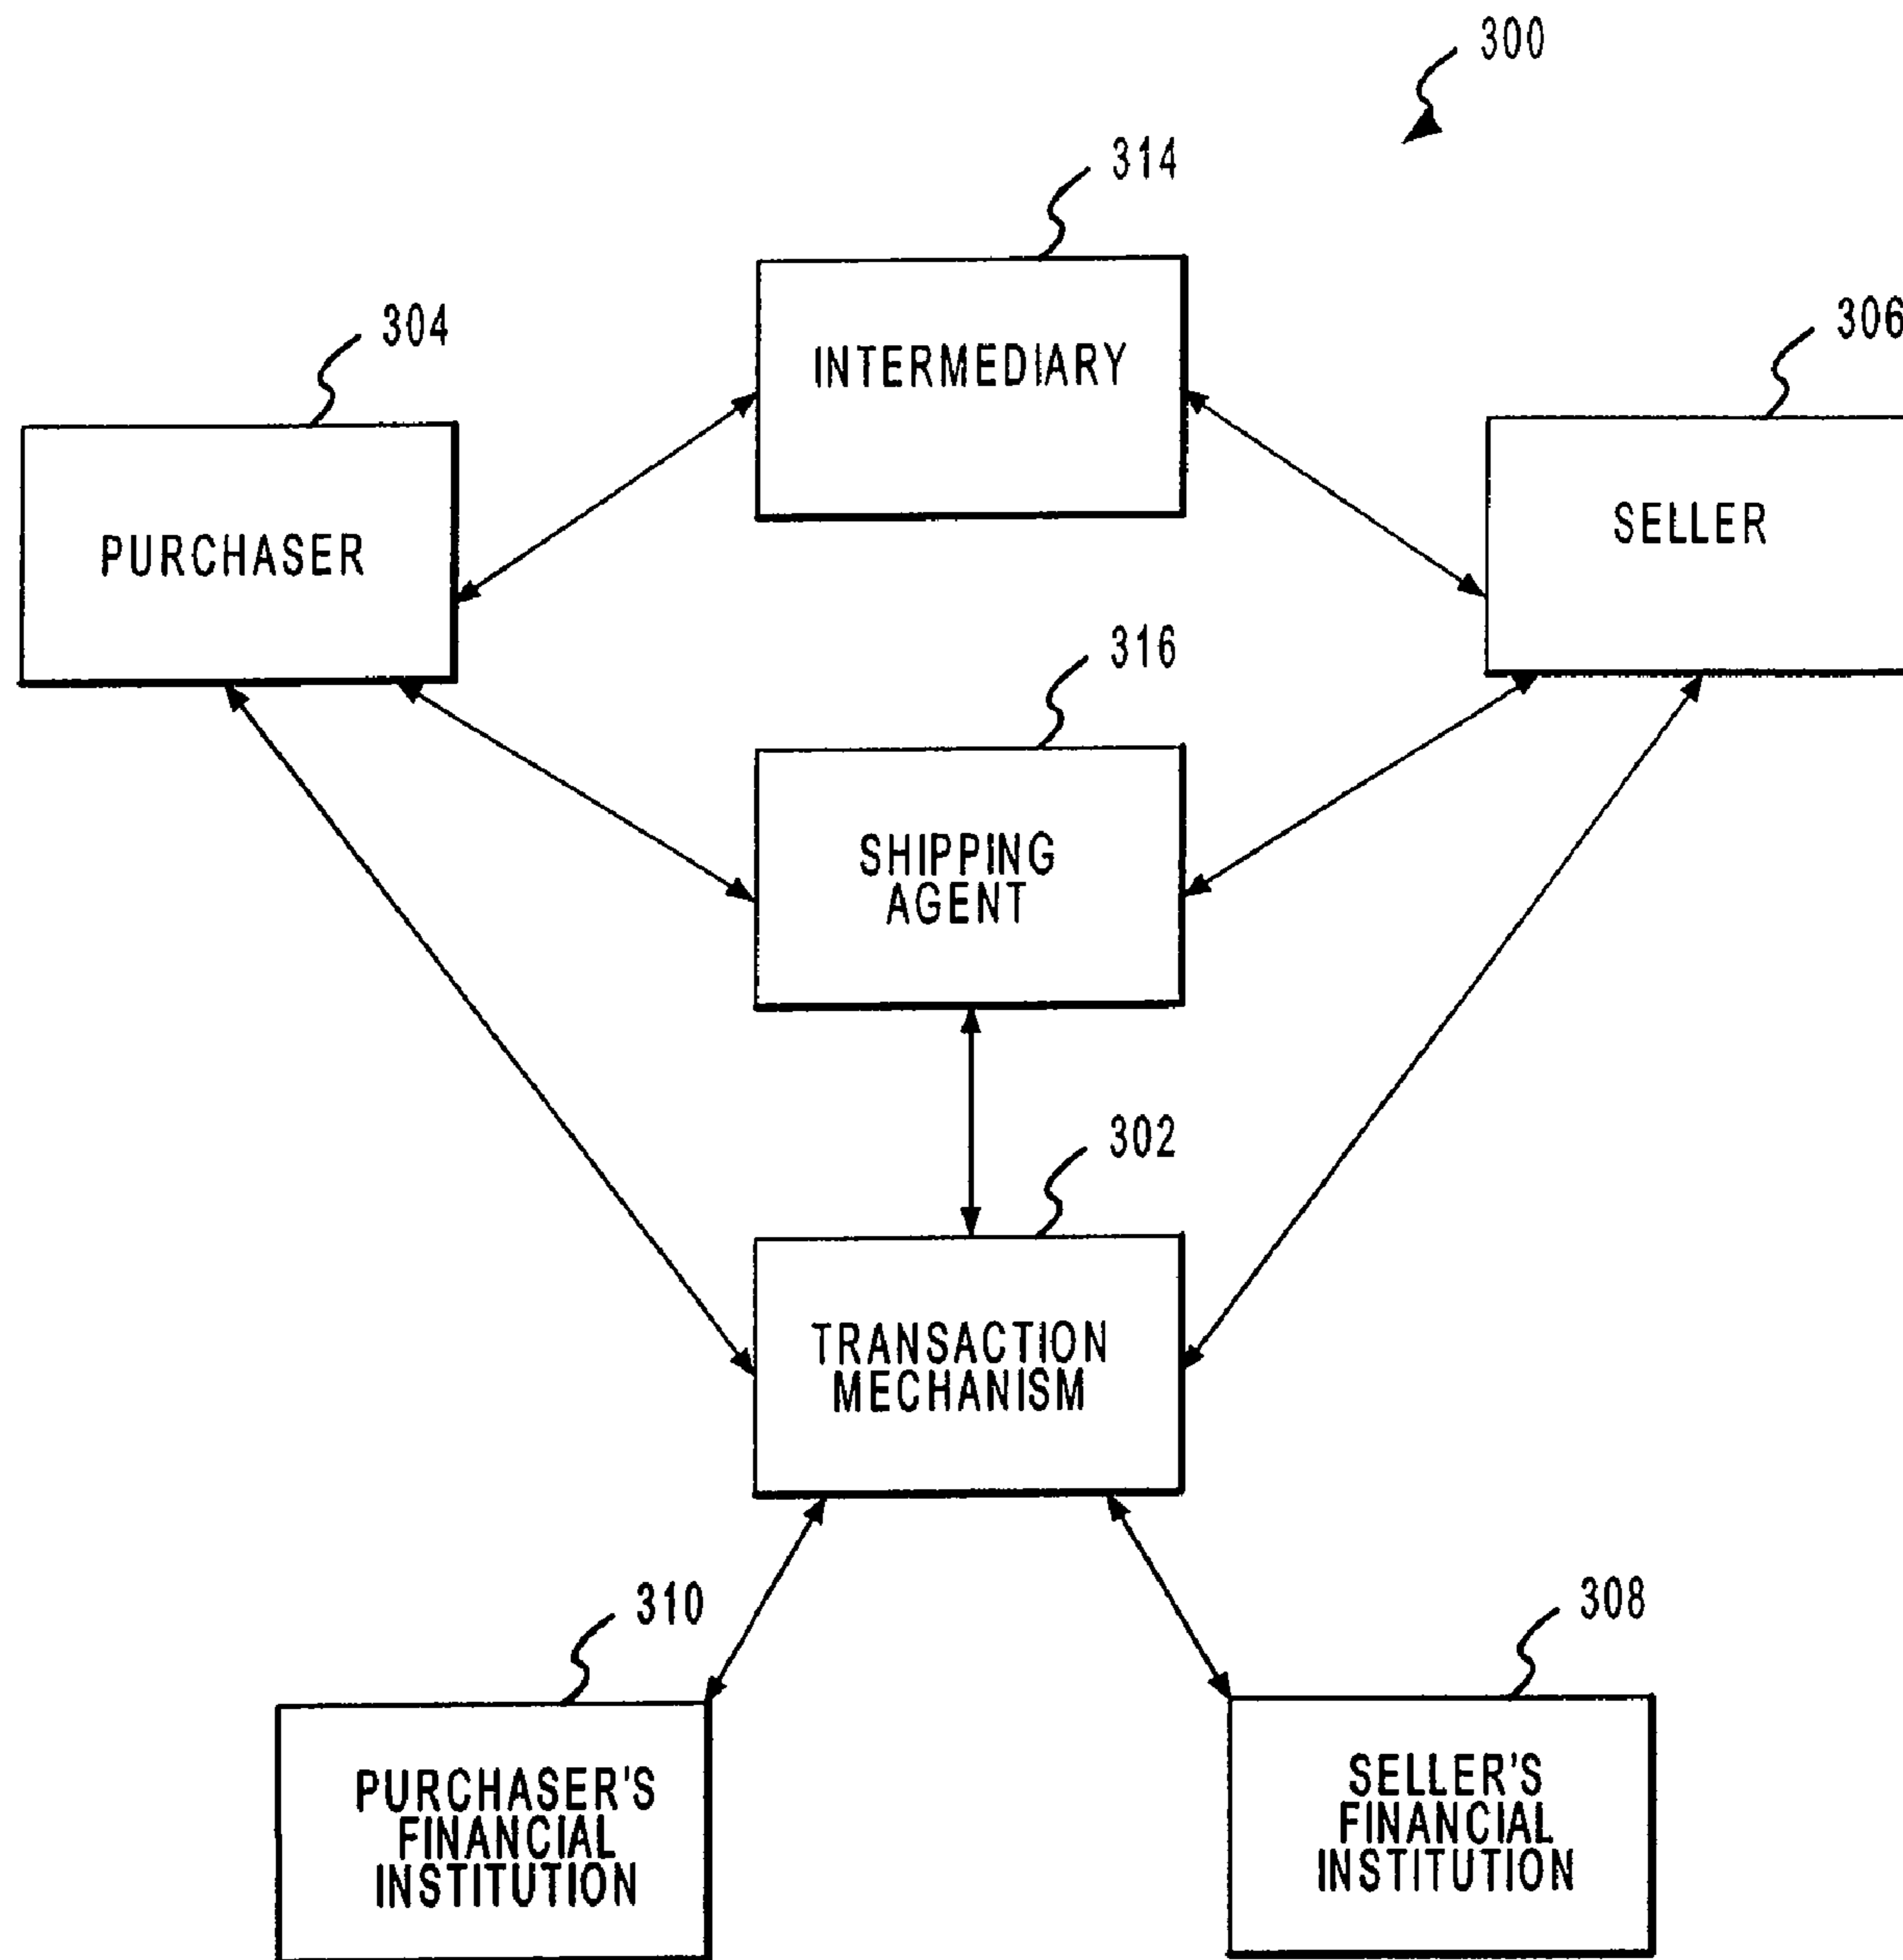 300
314
304
306
INTERMEDIARY
PURCHASER
SELLER
316
SHIPPING
AGENT
302
TRANSACTION
MECHANISM
310
308
PURCHASER'S
FINANCIAL
INSTITUTION
SELLER'S
FINANCIAL
INSTITUTION